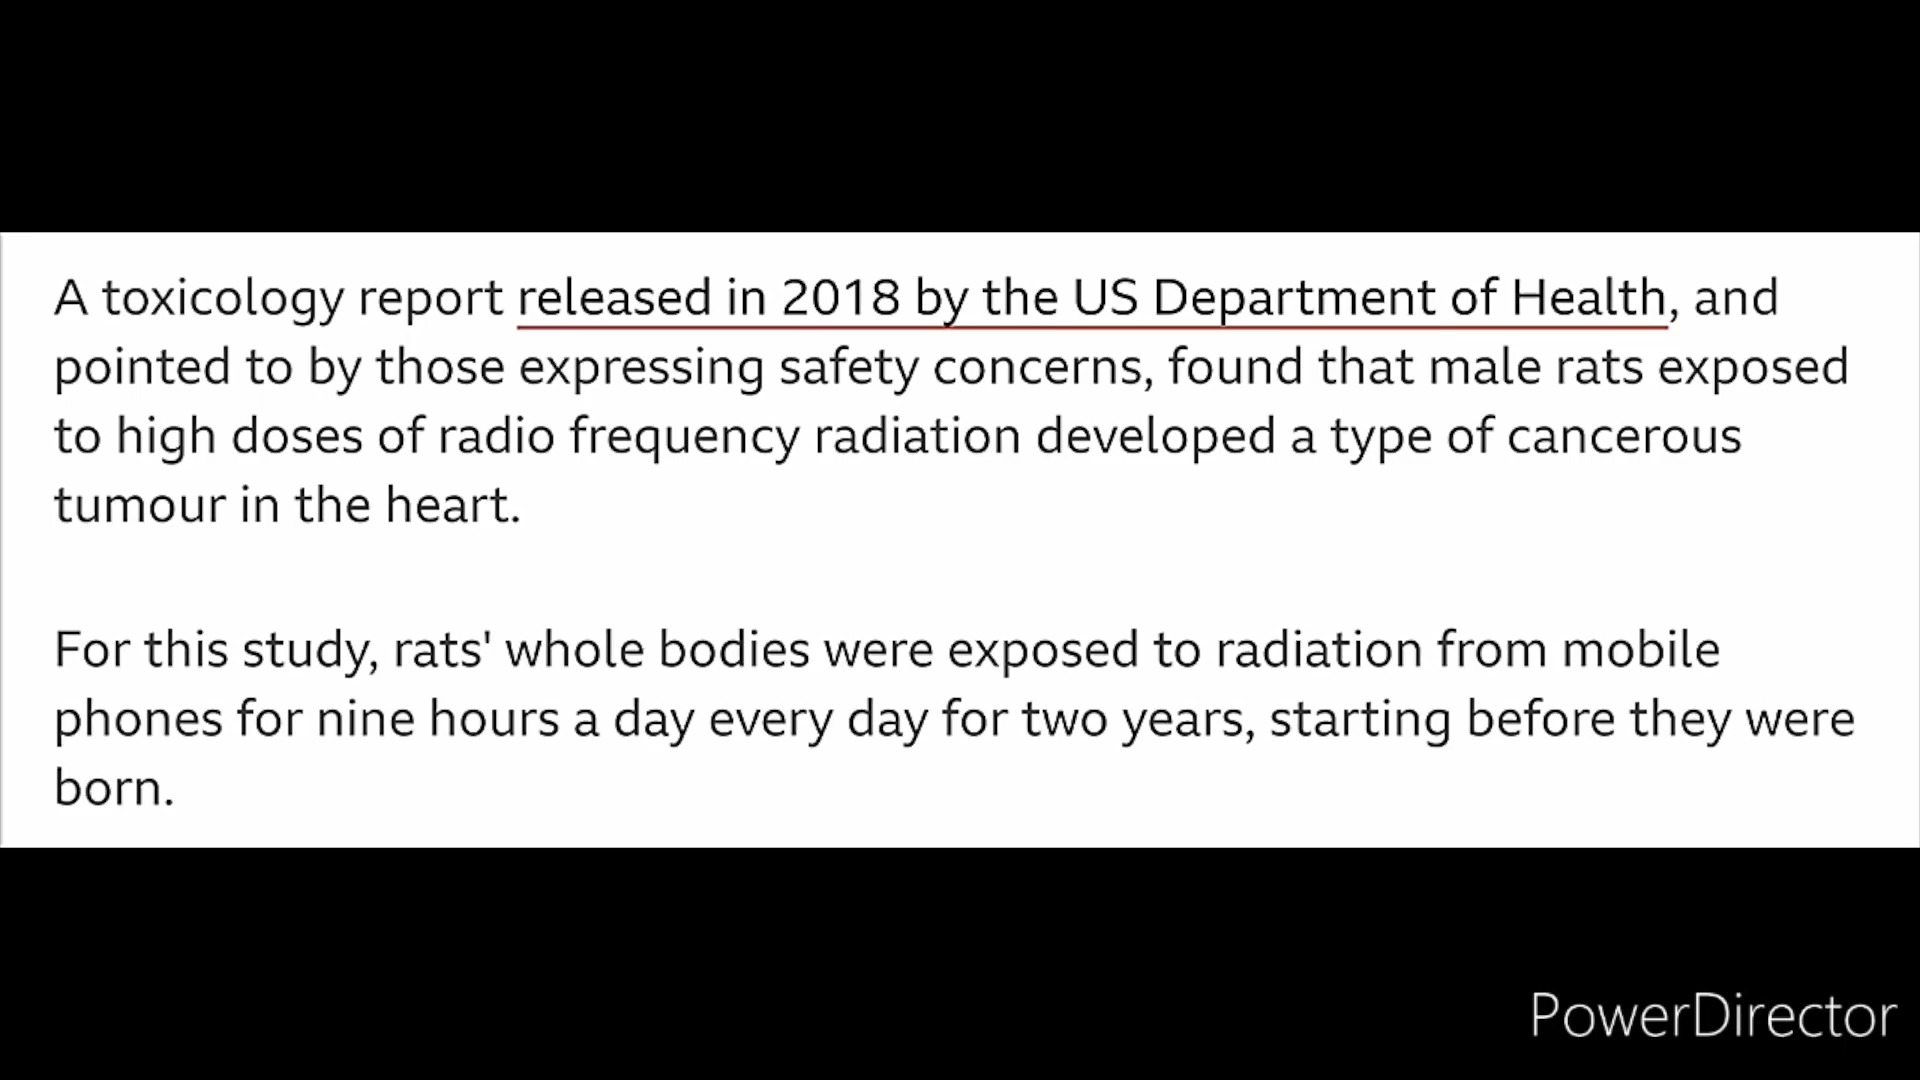 A toxicology report released in 2018 by the US Department of Health, and
pointed to by those expressing safety concerns, found that male rats exposed
to high doses of radio frequency radiation developed a type of cancerous
tumour in the heart.
For this study, rats' whole bodies were exposed to radiation from mobile
phones for nine hours a day every day for two years, starting before they were
born.
PowerDirector